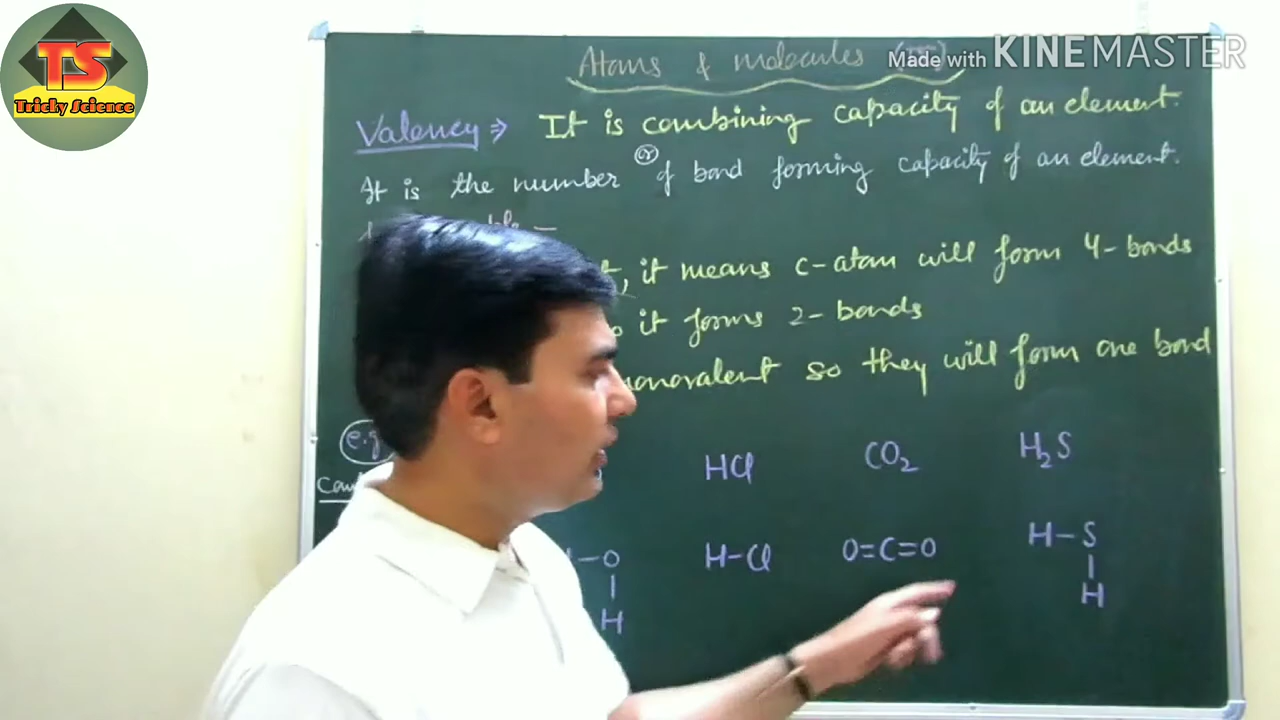 TS
Tricky Science
Made with KINEMASTER
Atoms & molecules
Valency ⇒ It is combining capacity of an element.
(or)
It is the number of bond forming capacity of an element.
it means C-atom will form 4-bonds
it forms 2-bonds
so they will form one bond
e.g
HCl CO2 H2S
-O H-Cl O=C=O H-S
| |
H H